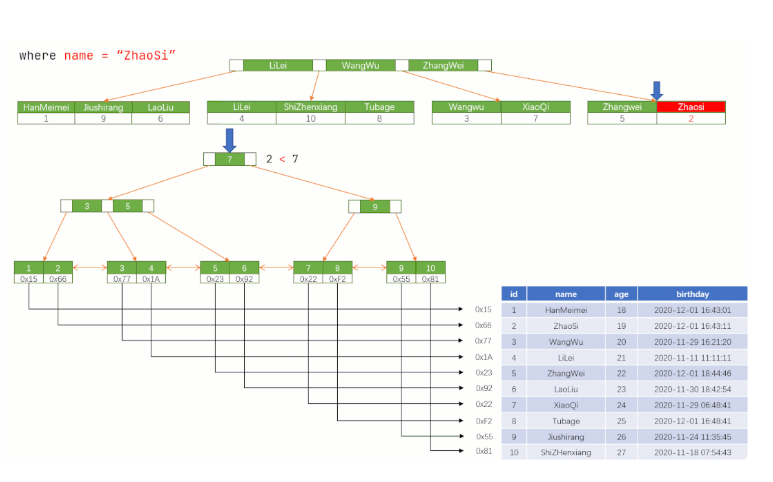 where name = “ZhaoSi”
LiLei WangWu ZhangWei
HanMeimei Jiushirang LaoLiu LiLei ShiZhenxiang Tubage Wangwu XiaoQi Zhangwei Zhaosi
1 9 6 4 10 8 3 7 5 2
7 2 < 7
3 5 9
1 2 3 4 5 6 7 8 9 10
0x15 0x66 0x77 0x1A 0x23 0x92 0x22 0xF2 0x55 0x81
id name age birthday
0x15 1 HanMeimei 18 2020-12-01 16:43:01
0x66 2 ZhaoSi 19 2020-12-01 16:43:11
0x77 3 WangWu 20 2020-11-29 16:21:20
0x1A 4 LiLei 21 2020-11-11 11:11:11
0x23 5 ZhangWei 22 2020-12-01 18:44:46
0x92 6 LaoLiu 23 2020-11-30 18:42:54
0x22 7 XiaoQi 24 2020-11-29 06:48:41
0xF2 8 Tubage 25 2020-12-01 16:48:41
0x55 9 Jiushirang 26 2020-11-24 11:35:45
0x81 10 ShiZHenxiang 27 2020-11-18 07:54:43